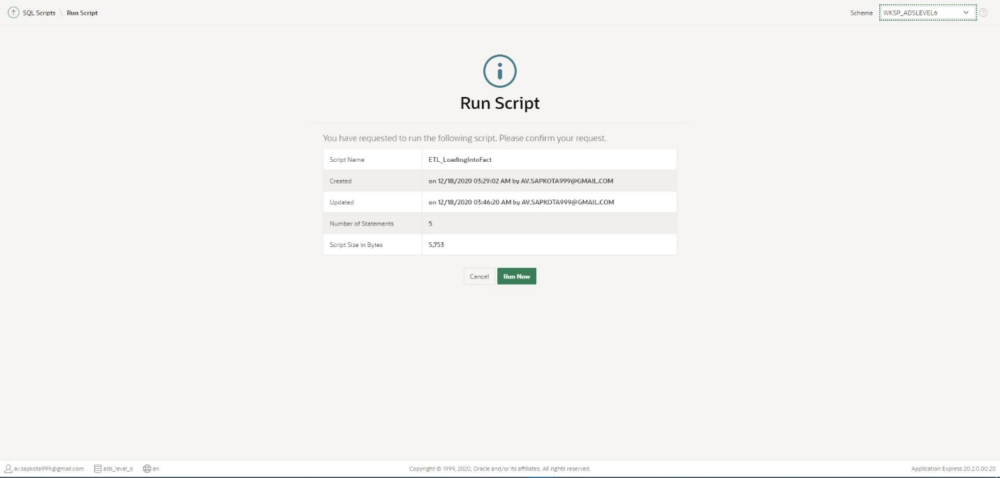 SQL Scripts \ Run Script
Schema WKSP_ADSLEVEL6
Run Script
You have requested to run the following script. Please confirm your request.
Script Name ETL_LoadingIntoFact
Created on 12/18/2020 03:29:02 AM by AV.SAPKOTA999@GMAIL.COM
Updated on 12/18/2020 03:46:20 AM by AV.SAPKOTA999@GMAIL.COM
Number of Statements 5
Script Size in Bytes 5,753
Cancel Run Now
av.sapkota999@gmail.com ads_level_6 en Copyright © 1999, 2020, Oracle and/or its affiliates. All rights reserved. Application Express 20.2.0.00.20